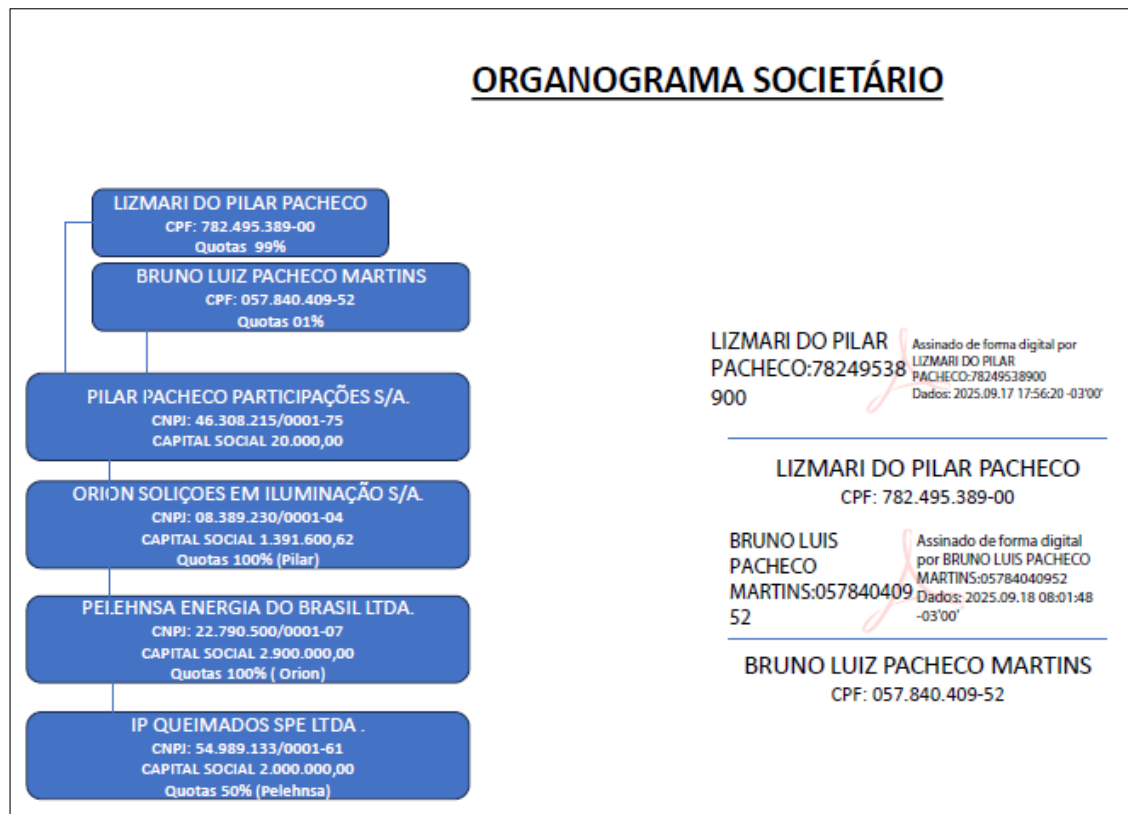 ORGANOGRAMA SOCIETÁRIO
LIZMARI DO PILAR PACHECO
CPF: 782.495.389-00
Quotas 99%
BRUNO LUIZ PACHECO MARTINS
CPF: 057.840.409-52
Quotas 01%
PILAR PACHECO PARTICIPAÇÕES S/A.
CNPJ: 46.308.215/0001-75
CAPITAL SOCIAL 20.000,00
ORION SOLIÇOES EM ILUMINAÇÃO S/A.
CNPJ: 08.389.230/0001-04
CAPITAL SOCIAL 1.391.600,62
Quotas 100% (Pilar)
PELEHNSA ENERGIA DO BRASIL LTDA.
CNPJ: 22.790.500/0001-07
CAPITAL SOCIAL 2.900.000,00
Quotas 100% ( Orion)
IP QUEIMADOS SPE LTDA .
CNPJ: 54.989.133/0001-61
CAPITAL SOCIAL 2.000.000,00
Quotas 50% (Pelehnsa)
LIZMARI DO PILAR
PACHECO:78249538
900
Assinado de forma digital por
LIZMARI DO PILAR
PACHECO:78249538900
Dados: 2025.09.17 17:56:20 -03'00'
LIZMARI DO PILAR PACHECO
CPF: 782.495.389-00
BRUNO LUIS
PACHECO
MARTINS:057840409
52
Assinado de forma digital
por BRUNO LUIS PACHECO
MARTINS:05784040952
Dados: 2025.09.18 08:01:48
-03'00'
BRUNO LUIZ PACHECO MARTINS
CPF: 057.840.409-52